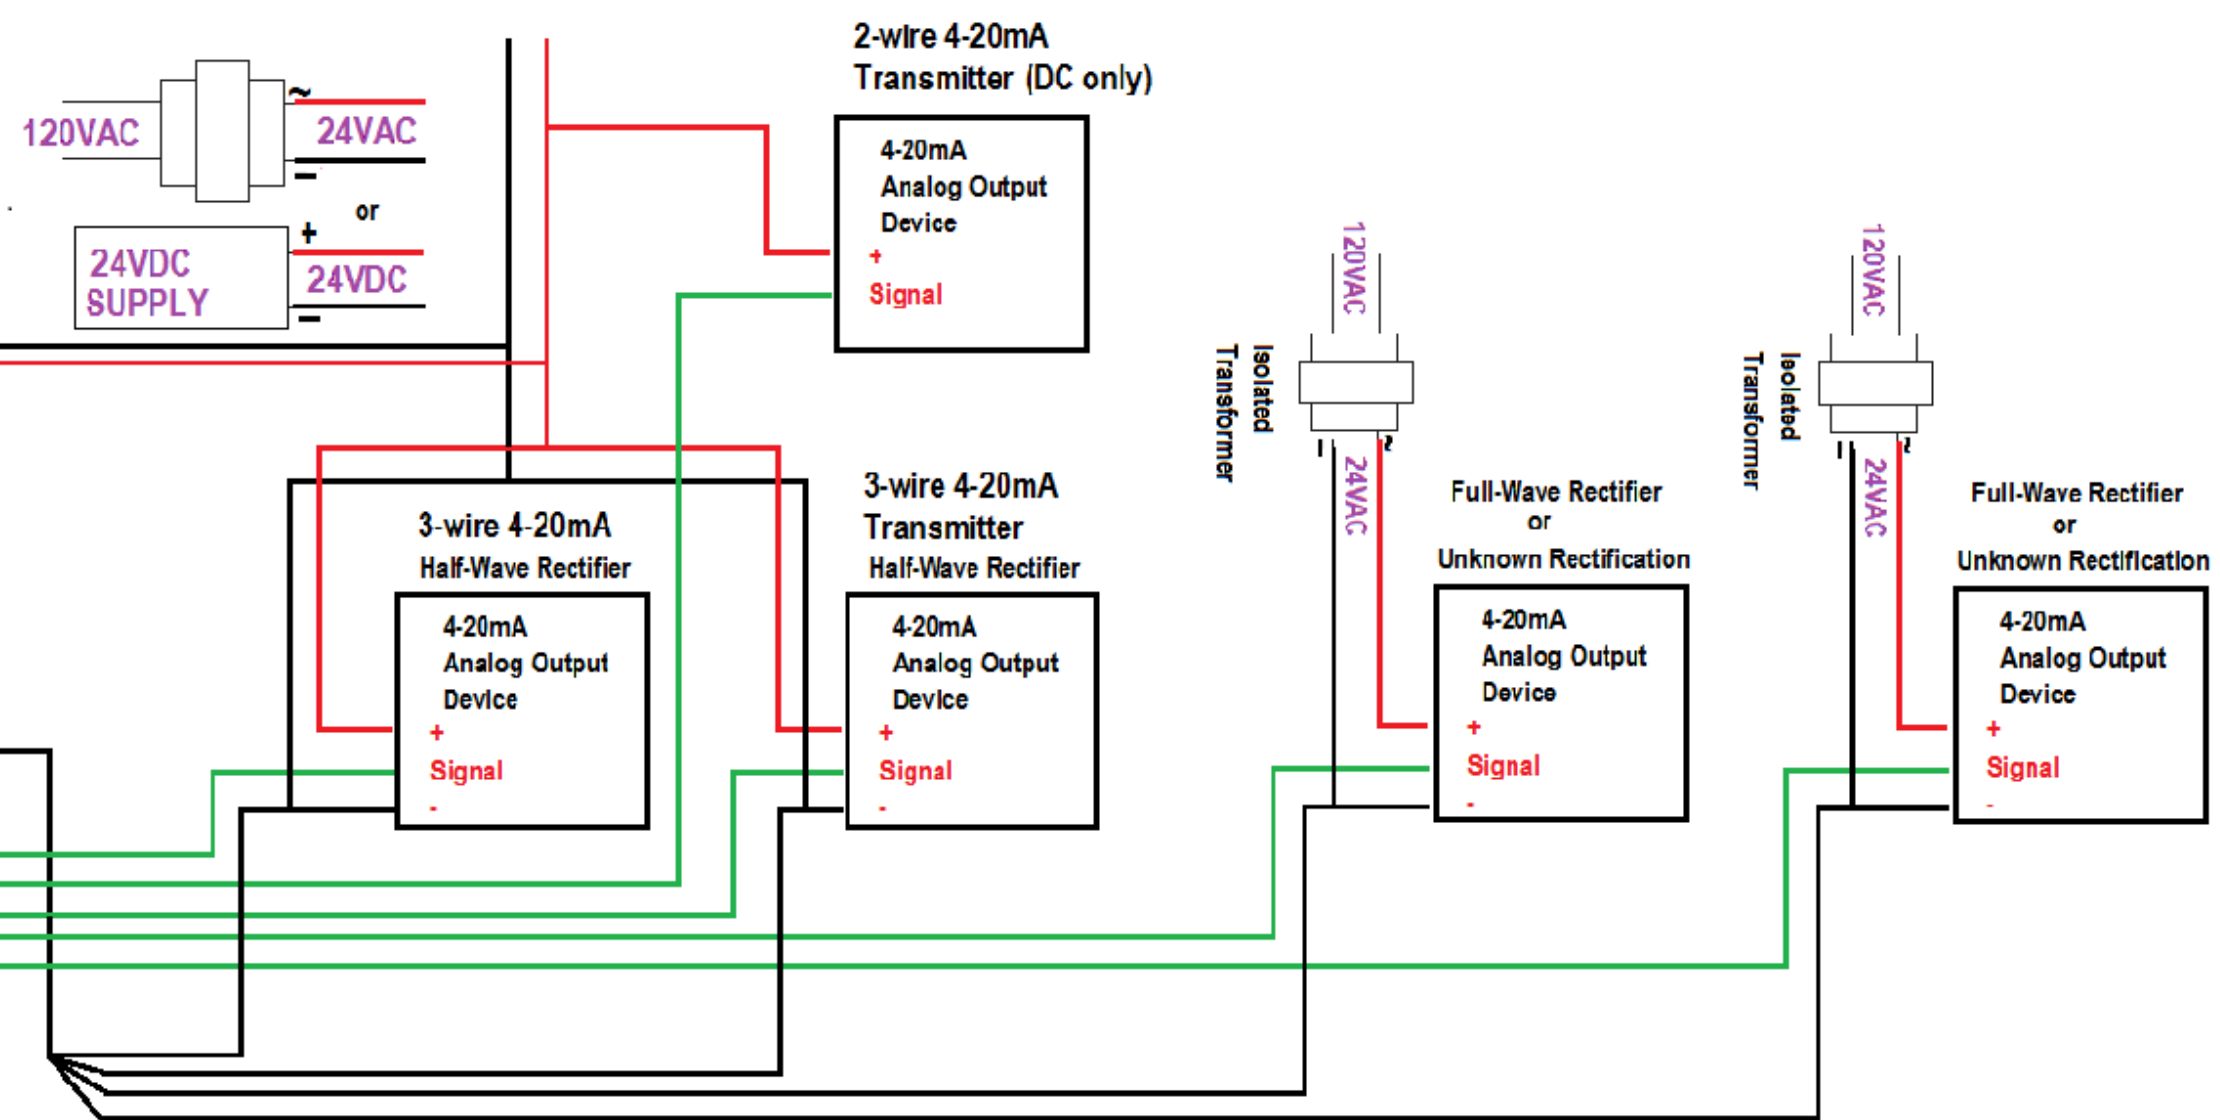 2-wire 4-20mA
Transmitter (DC only)
120VAC
~
24VAC
–
or
24VDC
SUPPLY
+
24VDC
–
4-20mA
Analog Output
Device
+
Signal
120VAC
Isolated
Transformer
–
~
24VAC
120VAC
Isolated
Transformer
–
~
24VAC
3-wire 4-20mA
Half-Wave Rectifier
4-20mA
Analog Output
Device
+
Signal
-
3-wire 4-20mA
Transmitter
Half-Wave Rectifier
4-20mA
Analog Output
Device
+
Signal
-
Full-Wave Rectifier
or
Unknown Rectification
4-20mA
Analog Output
Device
+
Signal
-
Full-Wave Rectifier
or
Unknown Rectification
4-20mA
Analog Output
Device
+
Signal
-